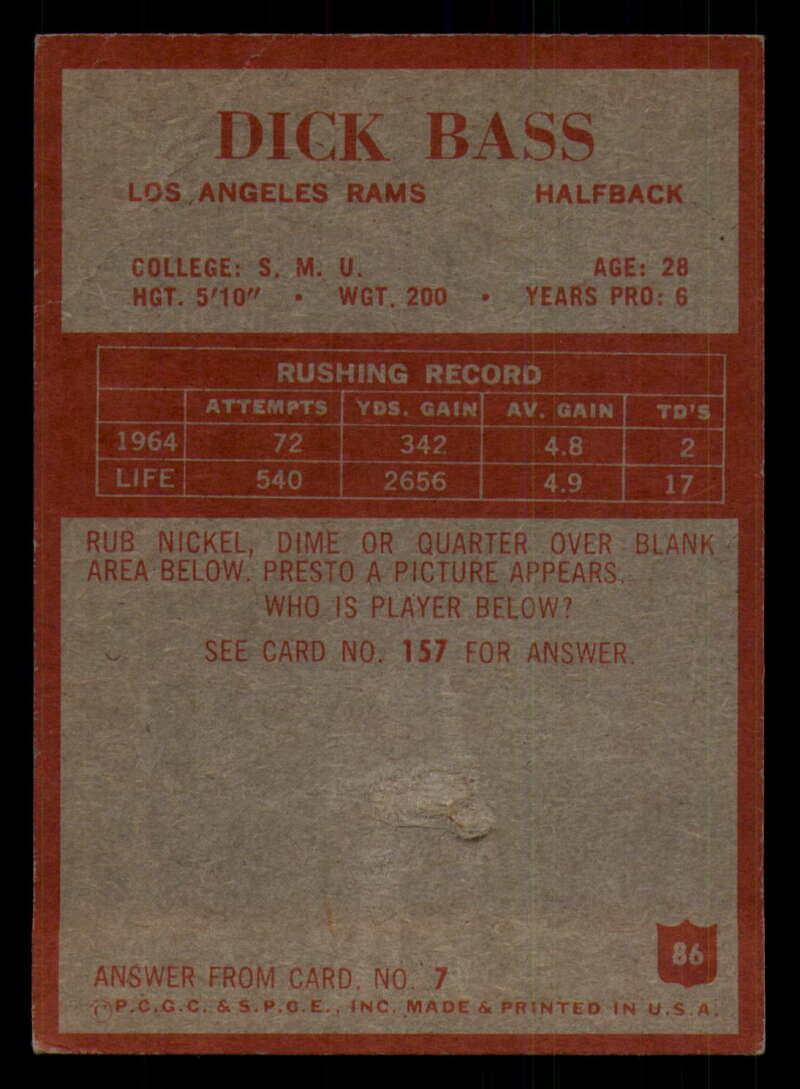 DICK BASS
LOS ANGELES RAMS HALFBACK
COLLEGE: S. M. U. AGE: 28
HGT. 5'10" • WGT. 200 • YEARS PRO: 6
RUSHING RECORD
ATTEMPTS YDS. GAIN AV. GAIN TD'S
1964 72 342 4.8 2
LIFE 540 2656 4.9 17
RUB NICKEL, DIME OR QUARTER OVER BLANK
AREA BELOW. PRESTO A PICTURE APPEARS.
WHO IS PLAYER BELOW?
SEE CARD NO. 157 FOR ANSWER.
86
ANSWER FROM CARD. NO. 7
©P.C.G.C. & S.P.G.E., INC. MADE & PRINTED IN U.S.A.